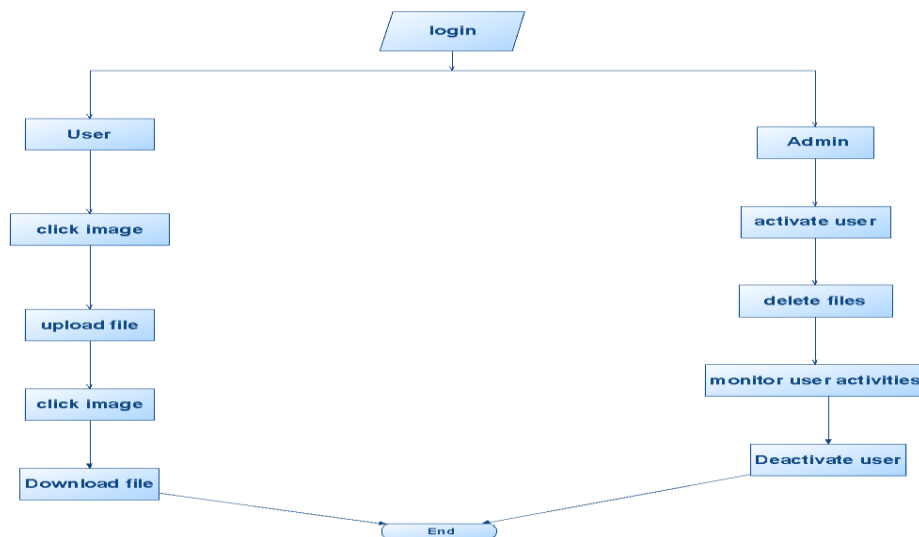 login
User
Admin
click image
activate user
upload file
delete files
click image
monitor user activities
Download file
Deactivate user
End